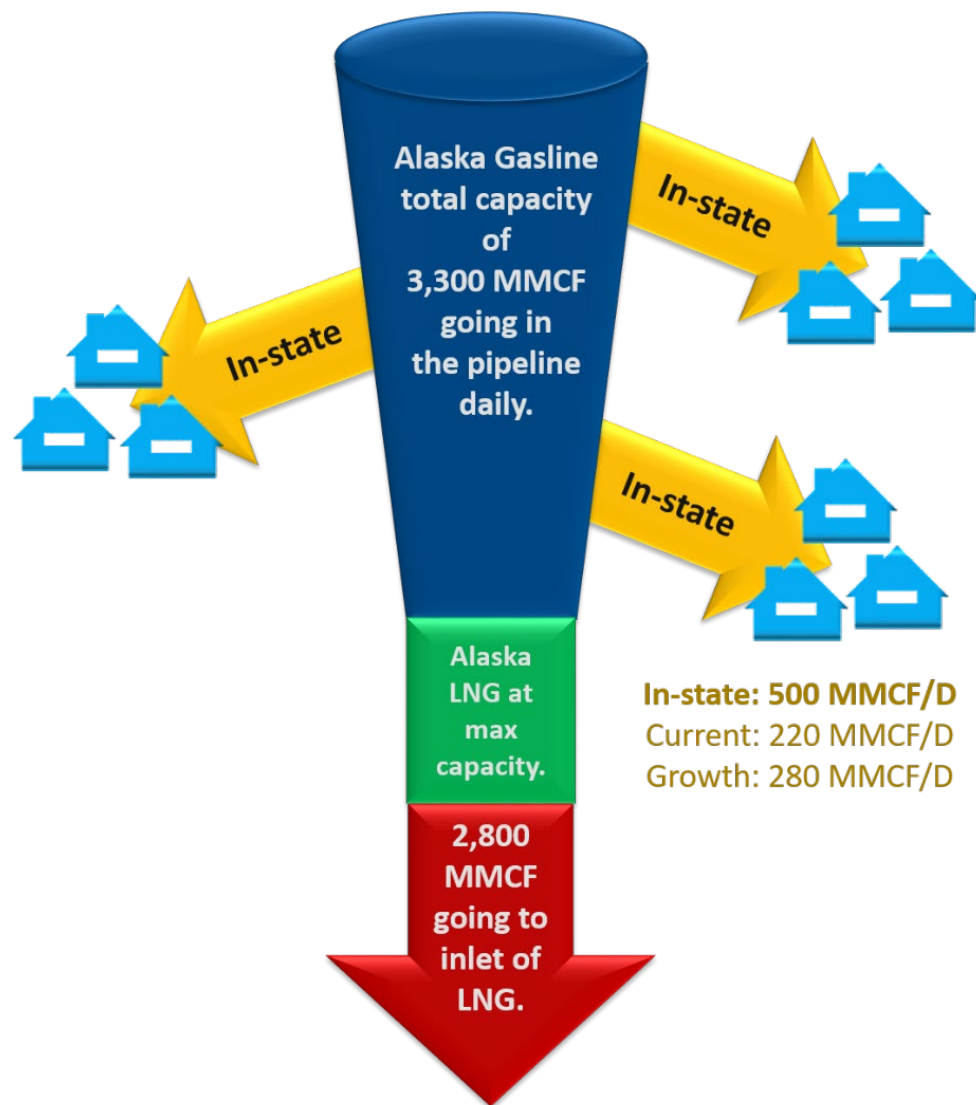 Alaska Gasline
total capacity
of
3,300 MMCF
going in
the pipeline
daily.
In-state
In-state
In-state
Alaska
LNG at
max
capacity.
In-state: 500 MMCF/D
Current: 220 MMCF/D
Growth: 280 MMCF/D
2,800
MMCF
going to
inlet of
LNG.